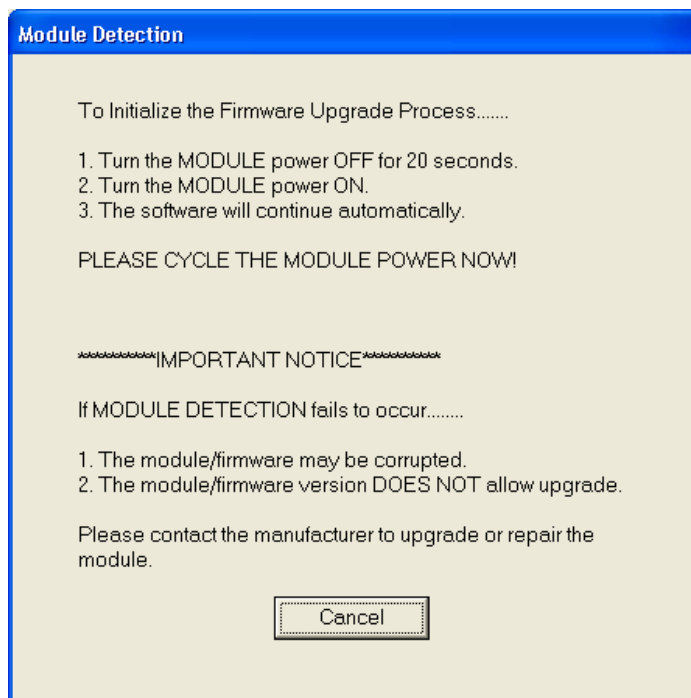 Module Detection
To Initialize the Firmware Upgrade Process.......
1. Turn the MODULE power OFF for 20 seconds.
2. Turn the MODULE power ON.
3. The software will continue automatically.
PLEASE CYCLE THE MODULE POWER NOW!
***********IMPORTANT NOTICE***********
If MODULE DETECTION fails to occur........
1. The module/firmware may be corrupted.
2. The module/firmware version DOES NOT allow upgrade.
Please contact the manufacturer to upgrade or repair the
module.
Cancel